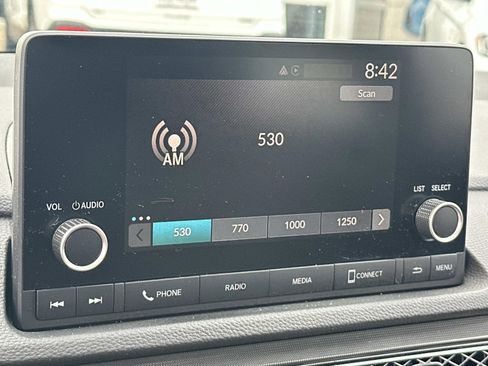 8:42
Scan
AM
530
VOL AUDIO
LIST SELECT
530 770 1000 1250
PHONE RADIO MEDIA CONNECT MENU